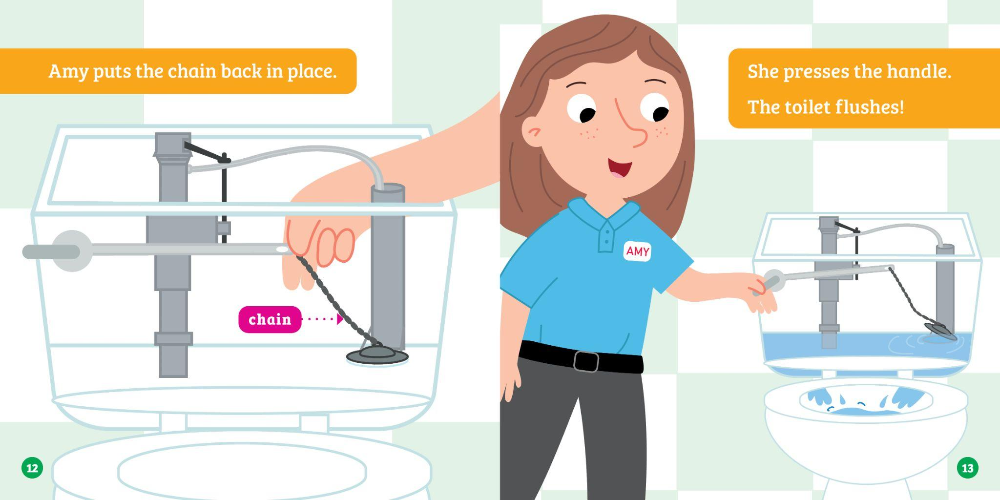 Amy puts the chain back in place.
chain
12
She presses the handle.
The toilet flushes!
AMY
13